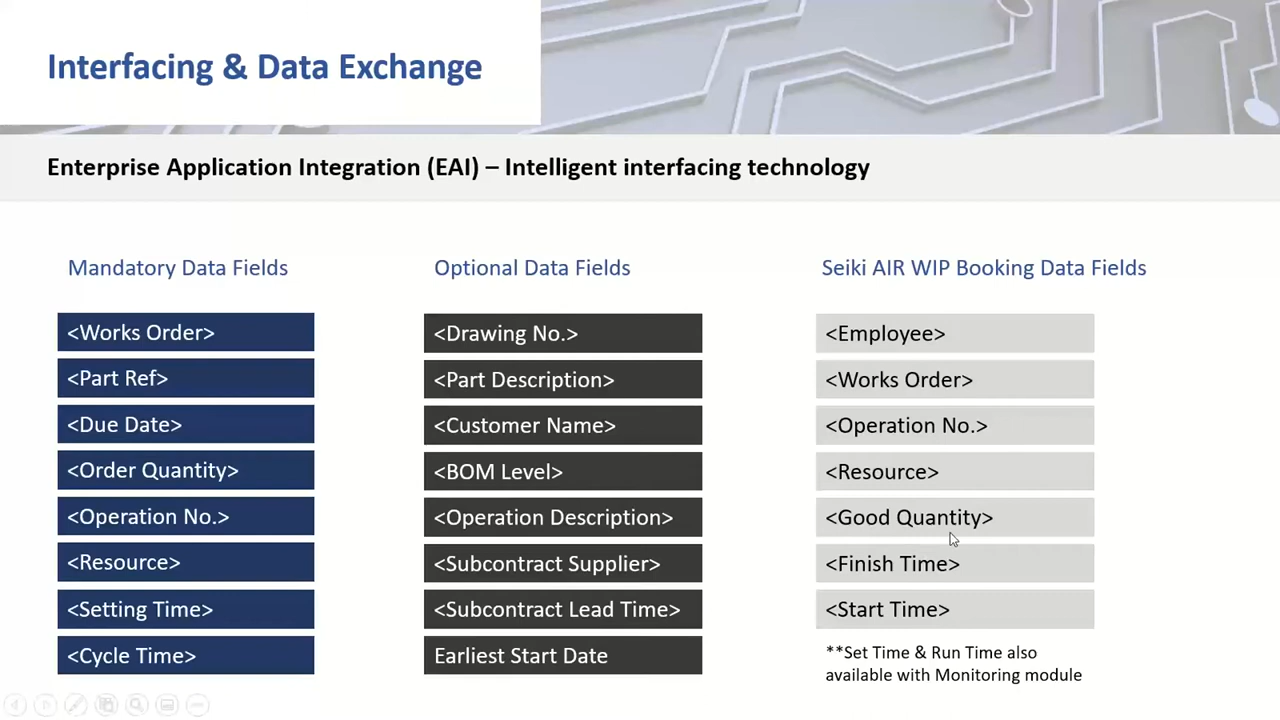 Interfacing & Data Exchange
Enterprise Application Integration (EAI) – Intelligent interfacing technology
Mandatory Data Fields
<Works Order>
<Part Ref>
<Due Date>
<Order Quantity>
<Operation No.>
<Resource>
<Setting Time>
<Cycle Time>
Optional Data Fields
<Drawing No.>
<Part Description>
<Customer Name>
<BOM Level>
<Operation Description>
<Subcontract Supplier>
<Subcontract Lead Time>
Earliest Start Date
Seiki AIR WIP Booking Data Fields
<Employee>
<Works Order>
<Operation No.>
<Resource>
<Good Quantity>
<Finish Time>
<Start Time>
**Set Time & Run Time also
available with Monitoring module